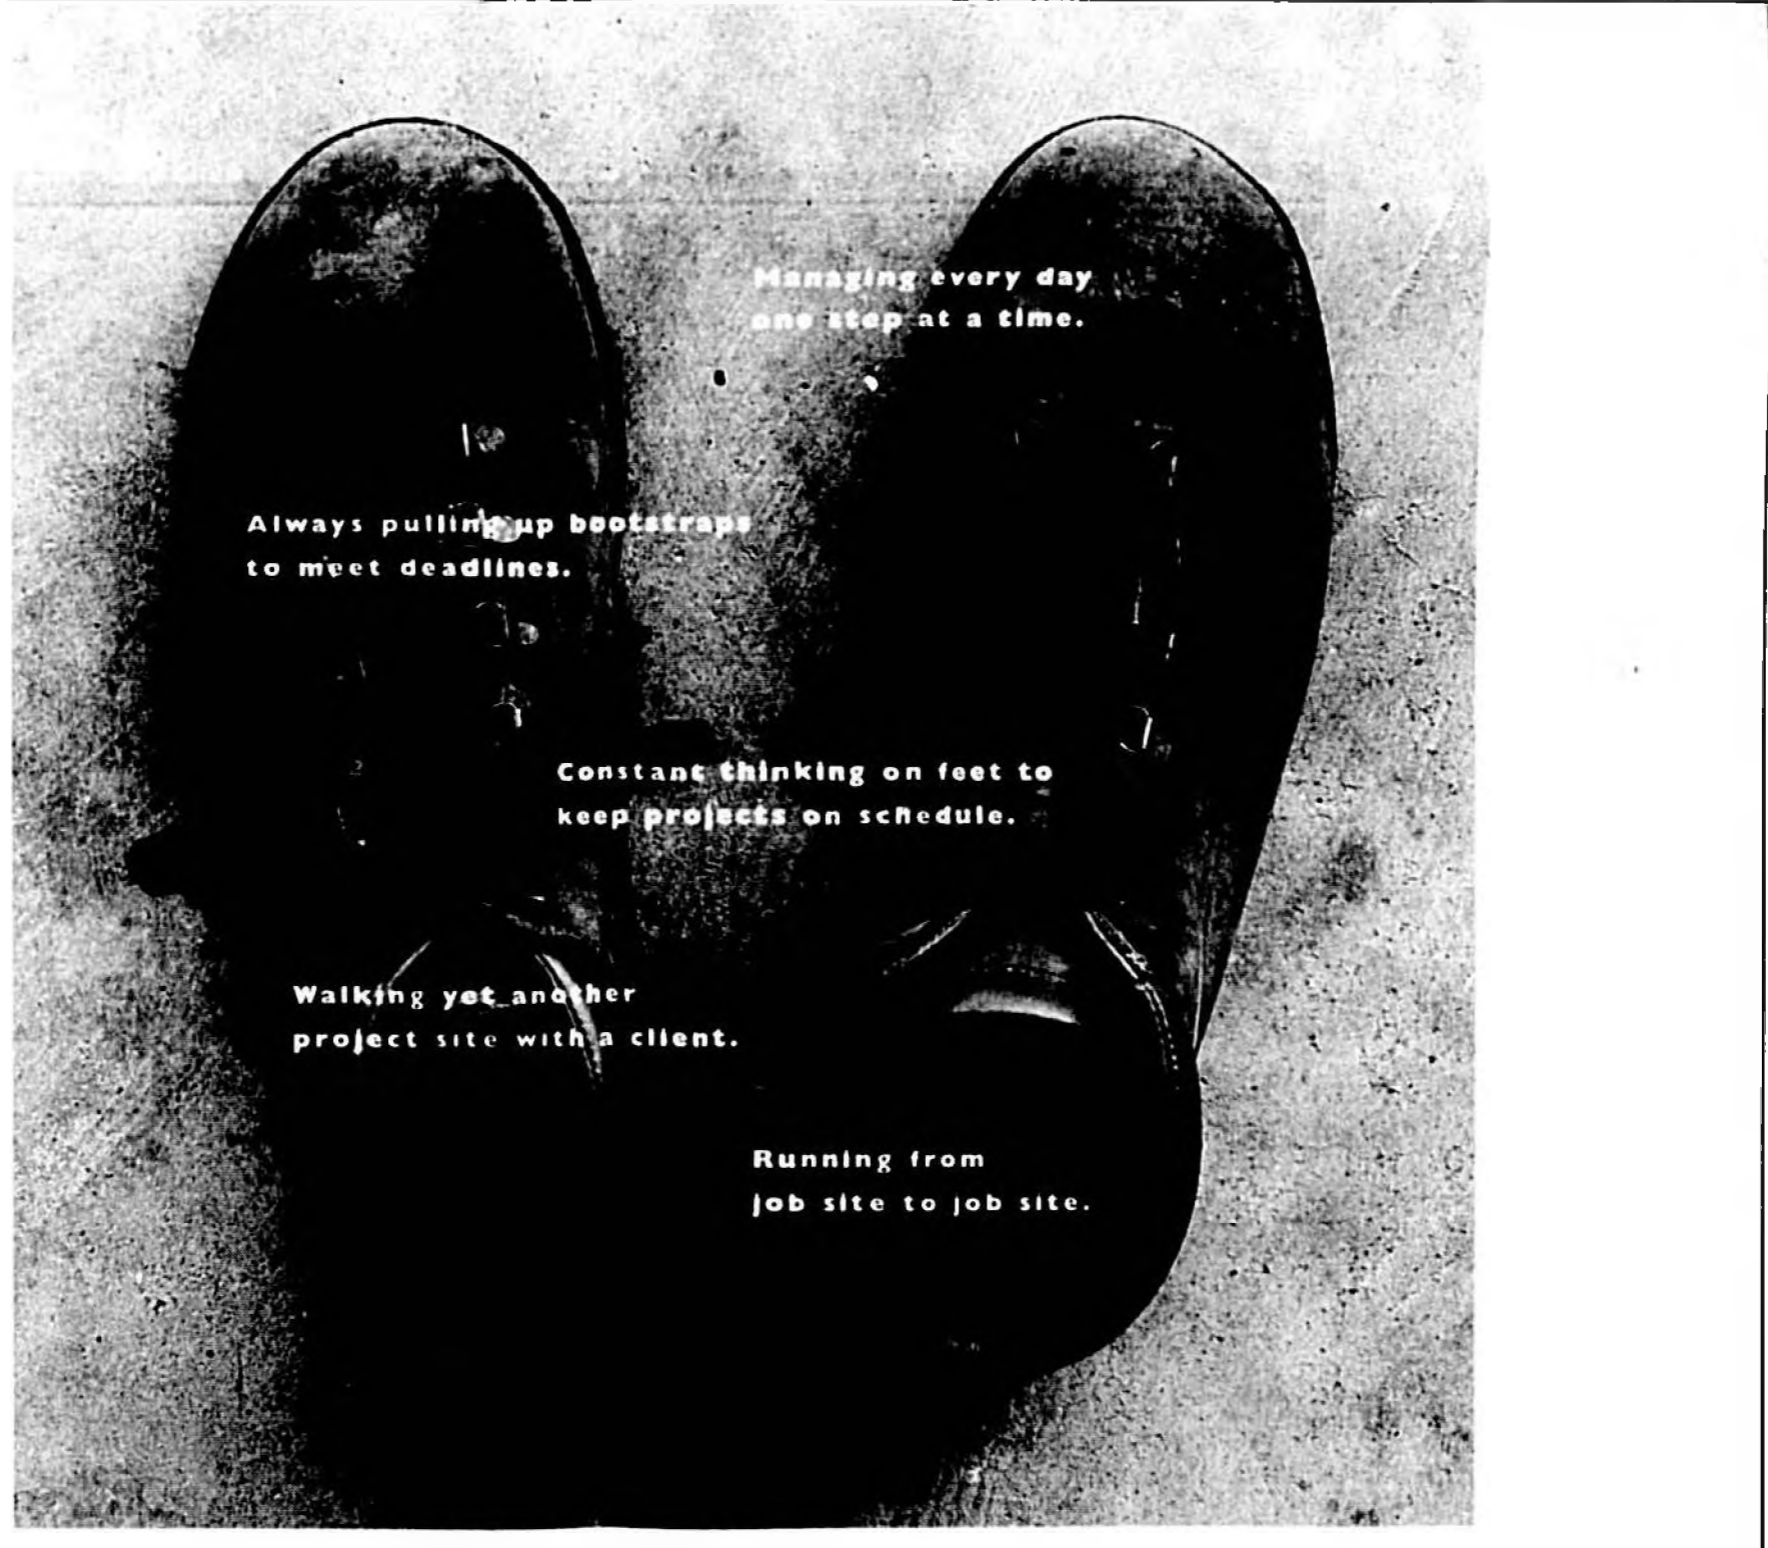 Managing every day
one step at a time.
Always pulling up bootstraps
to meet deadlines.
Constant thinking on feet to
keep projects on schedule.
Walking yet another
project site with a client.
Running from
job site to job site.